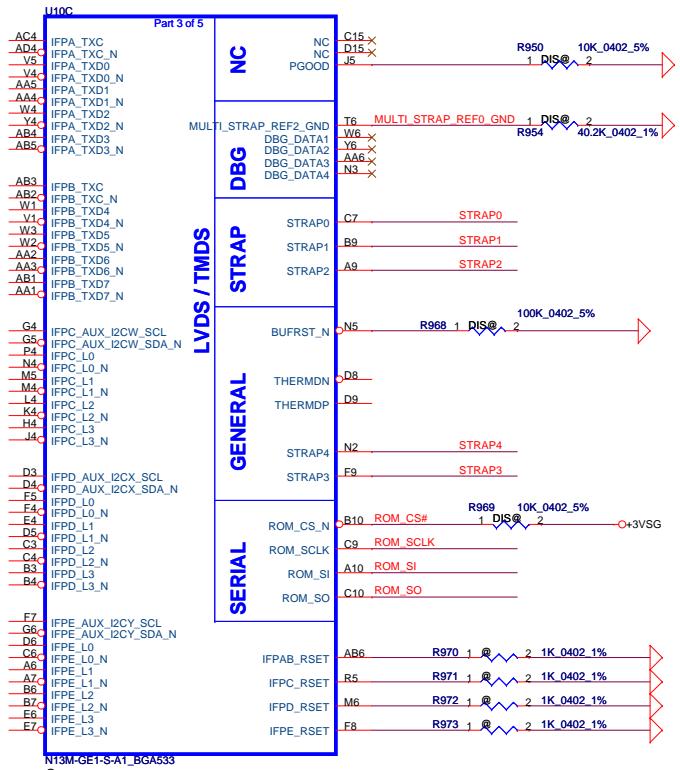 U10C
Part 3 of 5
AC4 IFPA_TXC
AD4 IFPA_TXC_N
V5 IFPA_TXD0
V4 IFPA_TXD0_N
AA5 IFPA_TXD1
AA4 IFPA_TXD1_N
W4 IFPA_TXD2
Y4 IFPA_TXD2_N
AB4 IFPA_TXD3
AB5 IFPA_TXD3_N
AB3 IFPB_TXC
AB2 IFPB_TXC_N
W1 IFPB_TXD4
V1 IFPB_TXD4_N
W3 IFPB_TXD5
W2 IFPB_TXD5_N
AA2 IFPB_TXD6
AA3 IFPB_TXD6_N
AB1 IFPB_TXD7
AA1 IFPB_TXD7_N
G4 IFPC_AUX_I2CW_SCL
G5 IFPC_AUX_I2CW_SDA_N
P4 IFPC_L0
N4 IFPC_L0_N
M5 IFPC_L1
M4 IFPC_L1_N
L4 IFPC_L2
K4 IFPC_L2_N
H4 IFPC_L3
J4 IFPC_L3_N
D3 IFPD_AUX_I2CX_SCL
D4 IFPD_AUX_I2CX_SDA_N
F5 IFPD_L0
F4 IFPD_L0_N
E4 IFPD_L1
D5 IFPD_L1_N
C3 IFPD_L2
C4 IFPD_L2_N
B3 IFPD_L3
B4 IFPD_L3_N
F7 IFPE_AUX_I2CY_SCL
G6 IFPE_AUX_I2CY_SDA_N
D6 IFPE_L0
C6 IFPE_L0_N
A6 IFPE_L1
A7 IFPE_L1_N
B6 IFPE_L2
B7 IFPE_L2_N
E6 IFPE_L3
E7 IFPE_L3_N
LVDS / TMDS
NC
NC C15
NC D15
PGOOD J5
R950 10K_0402_5%
1 DIS@ 2
DBG
MULTI_STRAP_REF2_GND T6 MULTI_STRAP_REF0_GND 1 DIS@ 2
R954 40.2K_0402_1%
DBG_DATA1 W6
DBG_DATA2 Y6
DBG_DATA3 AA6
DBG_DATA4 N3
STRAP
STRAP0 C7 STRAP0
STRAP1 B9 STRAP1
STRAP2 A9 STRAP2
GENERAL
100K_0402_5%
BUFRST_N N5 R968 1 DIS@ 2
THERMDN D8
THERMDP D9
STRAP4 N2 STRAP4
STRAP3 F9 STRAP3
SERIAL
R969 10K_0402_5%
ROM_CS_N B10 ROM_CS# 1 DIS@ 2 +3VSG
ROM_SCLK C9 ROM_SCLK
ROM_SI A10 ROM_SI
ROM_SO C10 ROM_SO
IFPAB_RSET AB6 R970 1 @ 2 1K_0402_1%
IFPC_RSET R5 R971 1 @ 2 1K_0402_1%
IFPD_RSET M6 R972 1 @ 2 1K_0402_1%
IFPE_RSET F8 R973 1 @ 2 1K_0402_1%
N13M-GE1-S-A1_BGA533